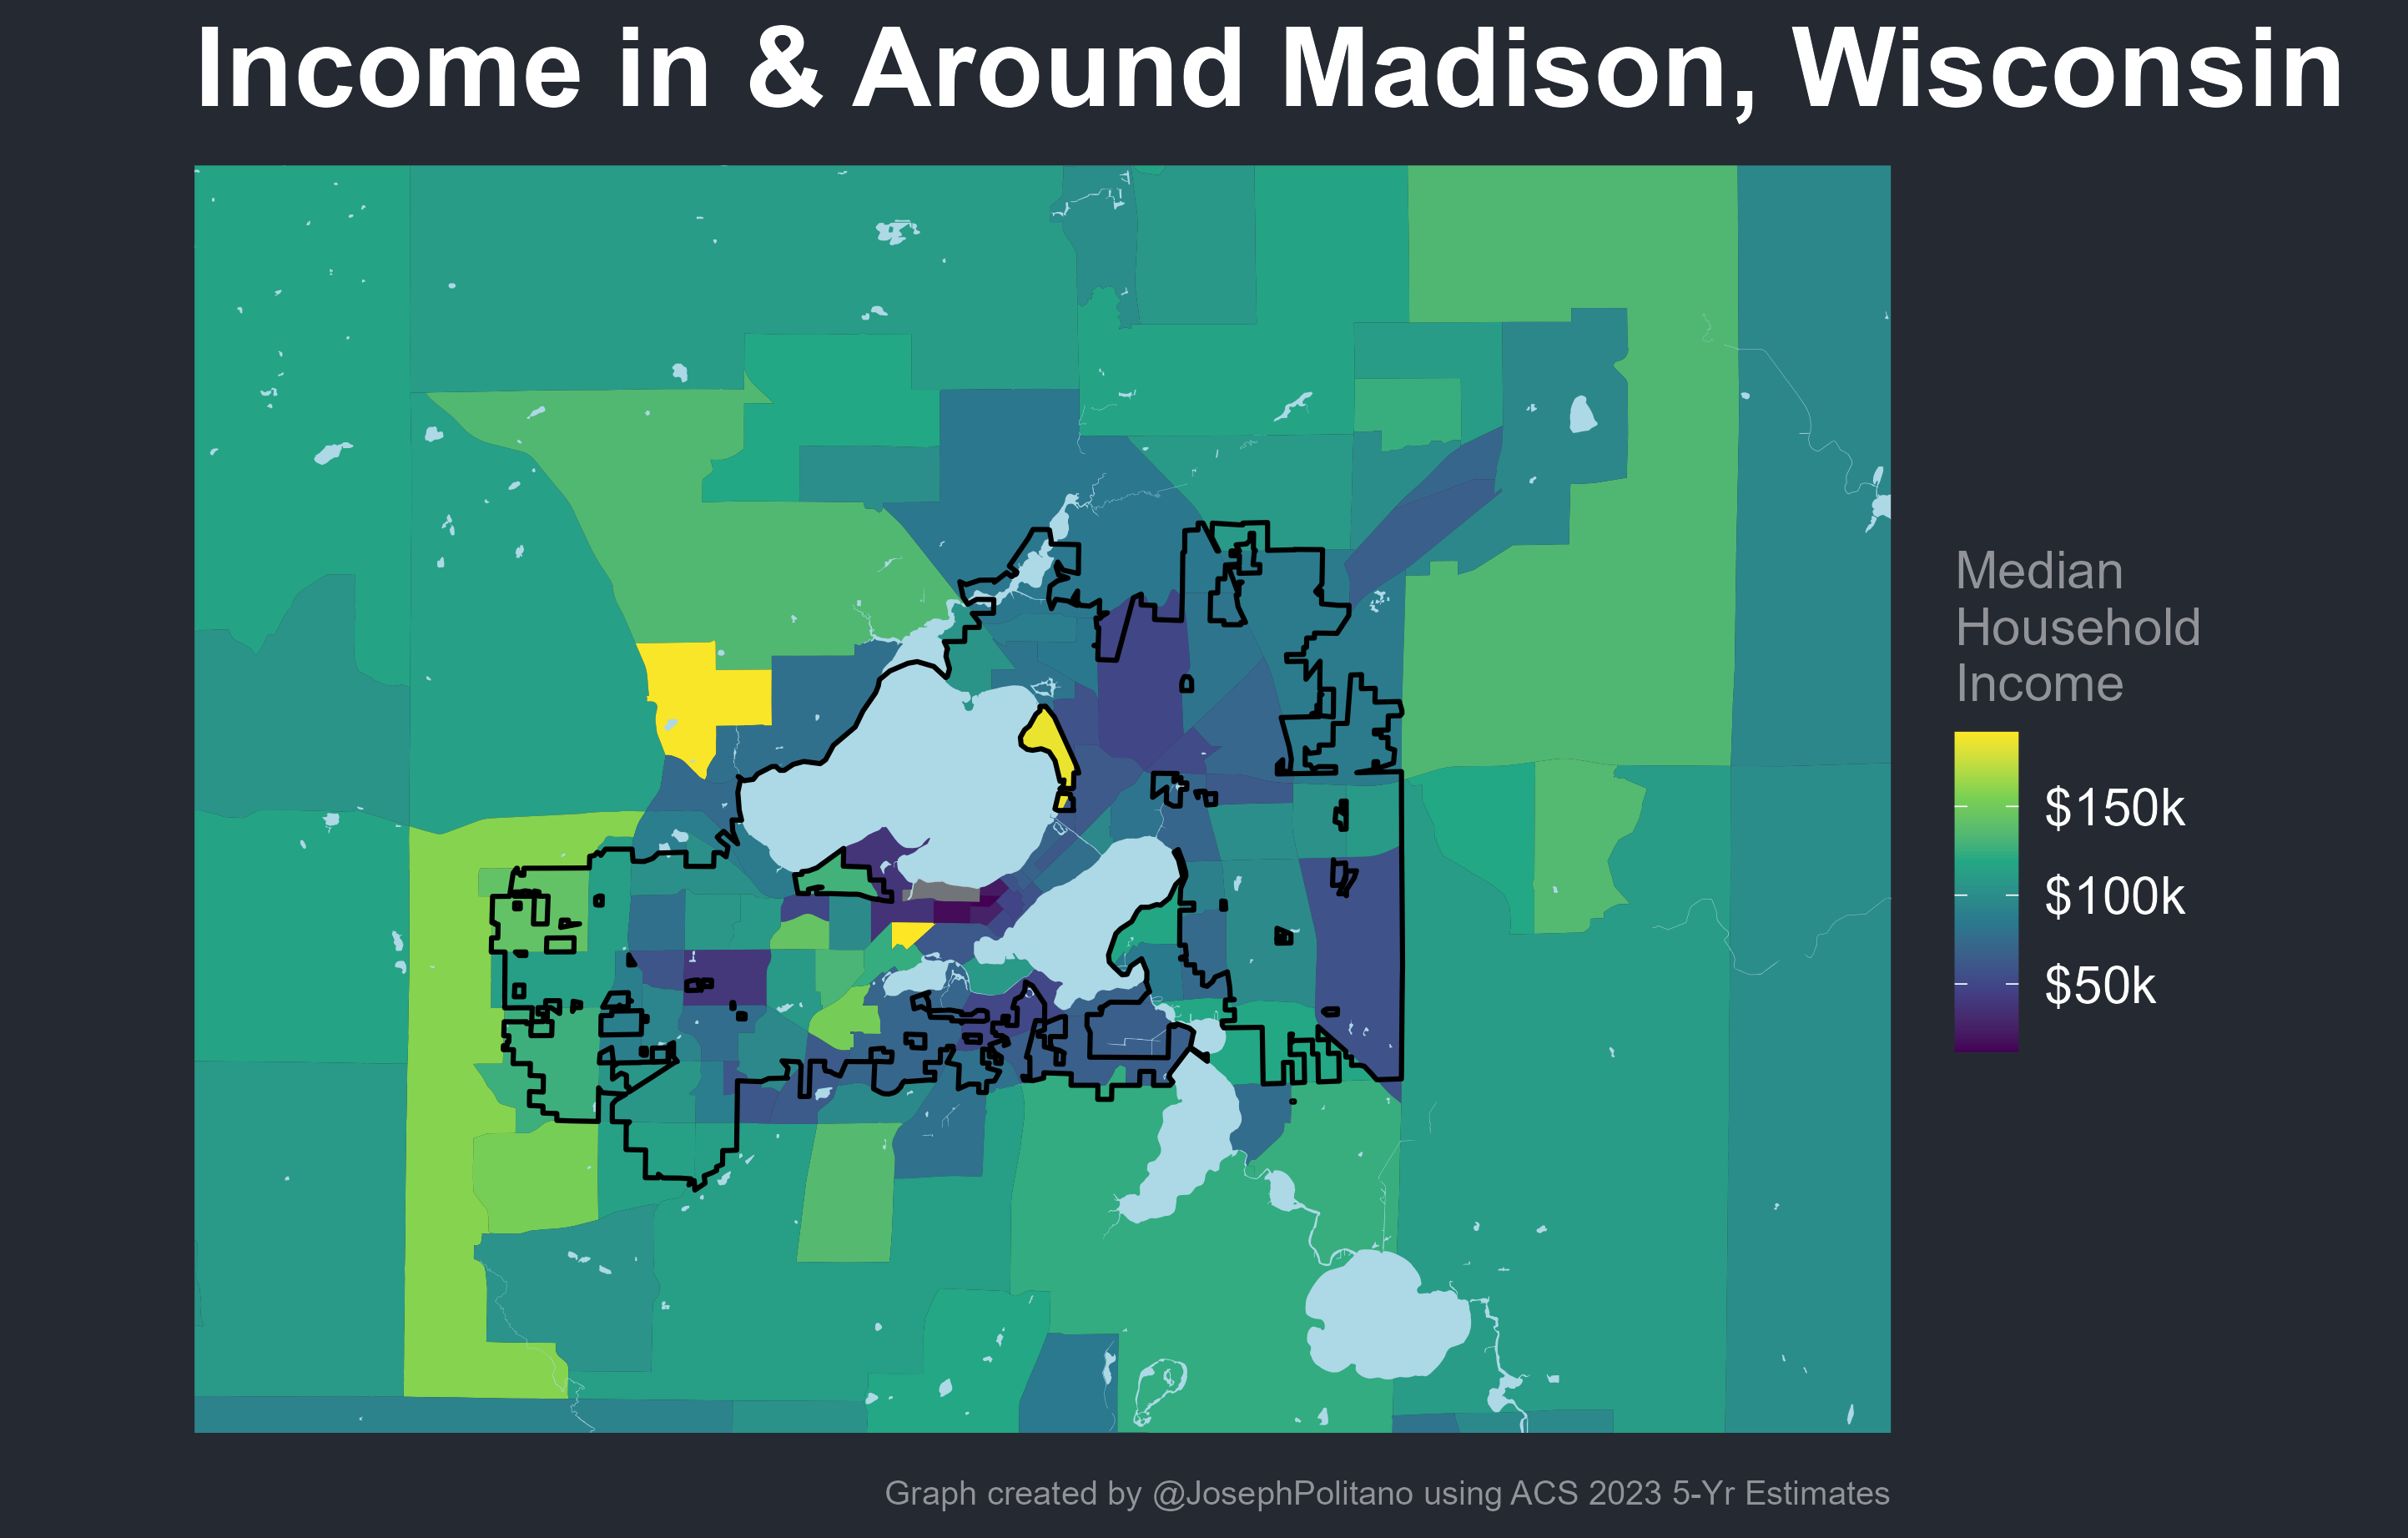 Income in & Around Madison, Wisconsin
Median
Household
Income
$150k
$100k
$50k
Graph created by @JosephPolitano using ACS 2023 5-Yr Estimates